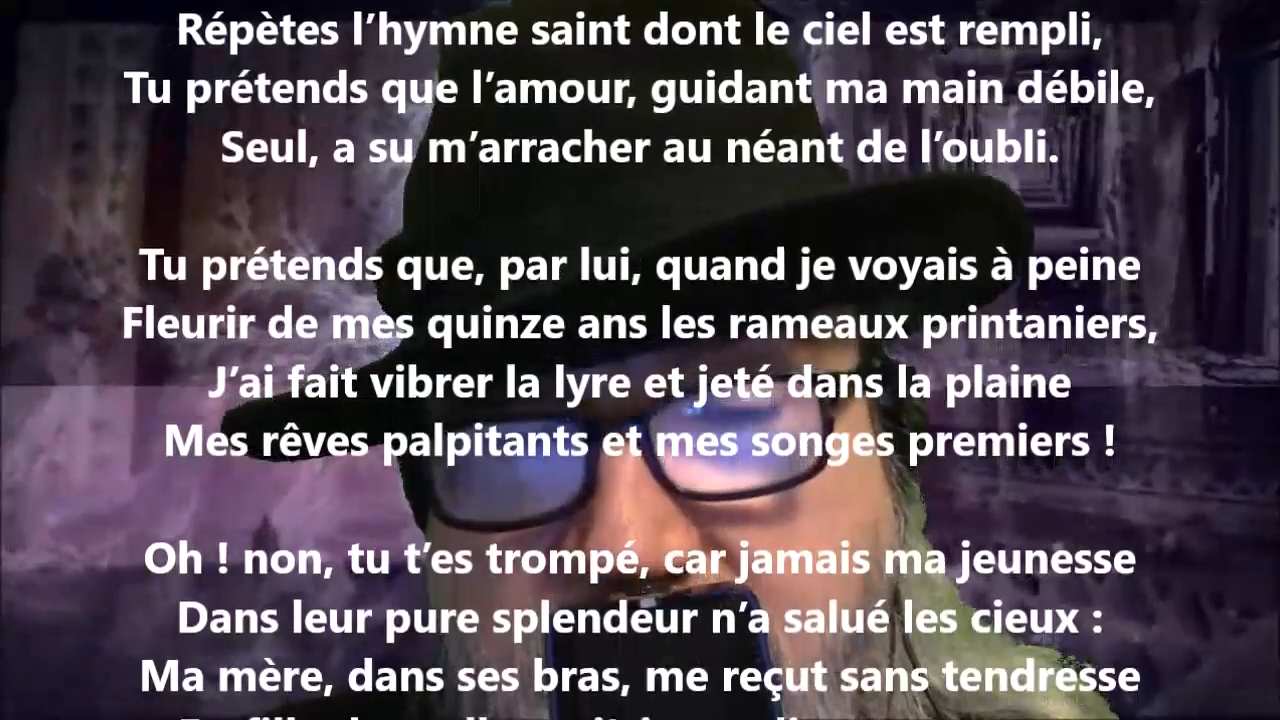 Répètes l’hymne saint dont le ciel est rempli,
Tu prétends que l’amour, guidant ma main débile,
Seul, a su m’arracher au néant de l’oubli.
Tu prétends que, par lui, quand je voyais à peine
Fleurir de mes quinze ans les rameaux printaniers,
J’ai fait vibrer la lyre et jeté dans la plaine
Mes rêves palpitants et mes songes premiers !
Oh ! non, tu t’es trompé, car jamais ma jeunesse
Dans leur pure splendeur n’a salué les cieux :
Ma mère, dans ses bras, me reçut sans tendresse